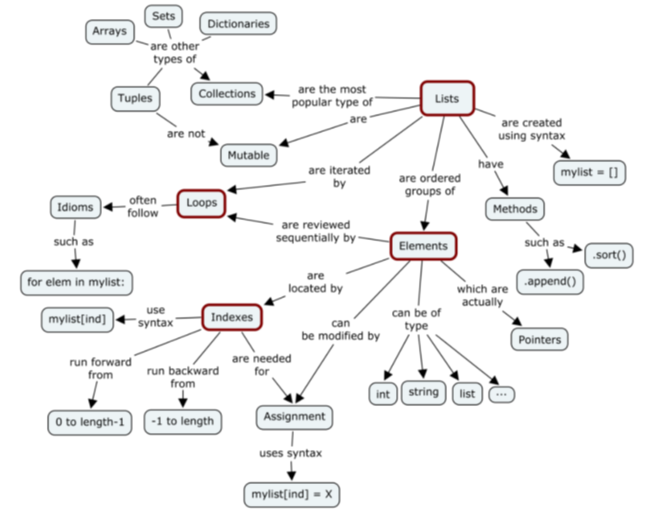 Sets
Arrays
Dictionaries
are other
types of
Tuples
Collections
are the most
popular type of
Lists
are
are not
Mutable
are created
using syntax
mylist = []
are iterated
by
are ordered
groups of
have
Idioms
often
follow
Loops
Methods
are reviewed
sequentially by
Elements
such as
such as
.sort()
for elem in mylist:
.append()
are
located by
which are
actually
mylist[ind]
use
syntax
Indexes
can
be modified by
can be of
type
Pointers
run forward
from
run backward
from
are needed
for
int
string
list
...
0 to length-1
-1 to length
Assignment
uses syntax
mylist[ind] = X